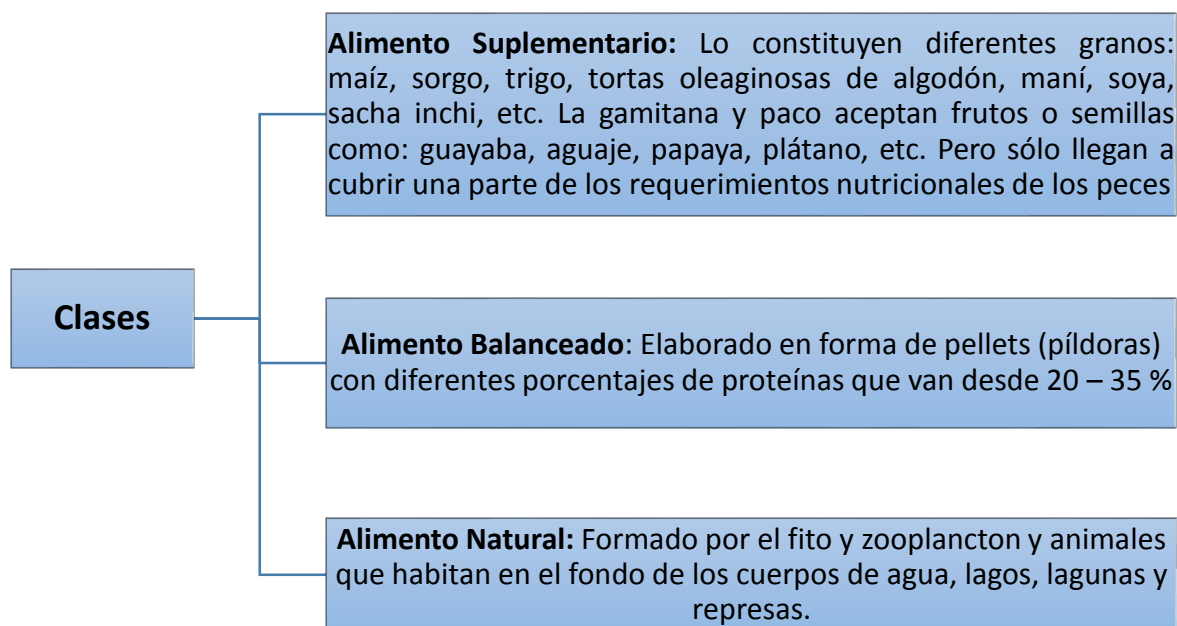 Alimento Suplementario: Lo constituyen diferentes granos:
maíz, sorgo, trigo, tortas oleaginosas de algodón, maní, soya,
sacha inchi, etc. La gamitana y paco aceptan frutos o semillas
como: guayaba, aguaje, papaya, plátano, etc. Pero sólo llegan a
cubrir una parte de los requerimientos nutricionales de los peces
Clases
Alimento Balanceado: Elaborado en forma de pellets (píldoras)
con diferentes porcentajes de proteínas que van desde 20 – 35 %
Alimento Natural: Formado por el fito y zooplancton y animales
que habitan en el fondo de los cuerpos de agua, lagos, lagunas y
represas.